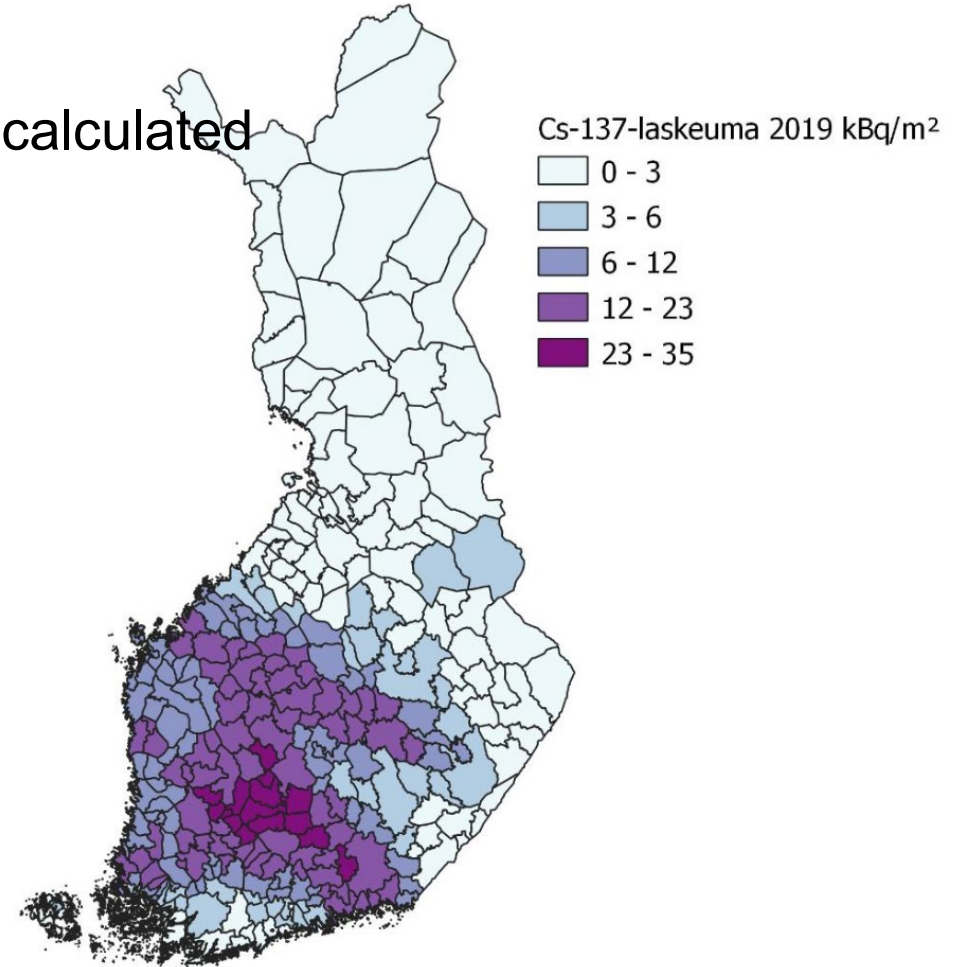 calculated
Cs-137-laskeuma 2019 kBq/m²
0 - 3
3 - 6
6 - 12
12 - 23
23 - 35